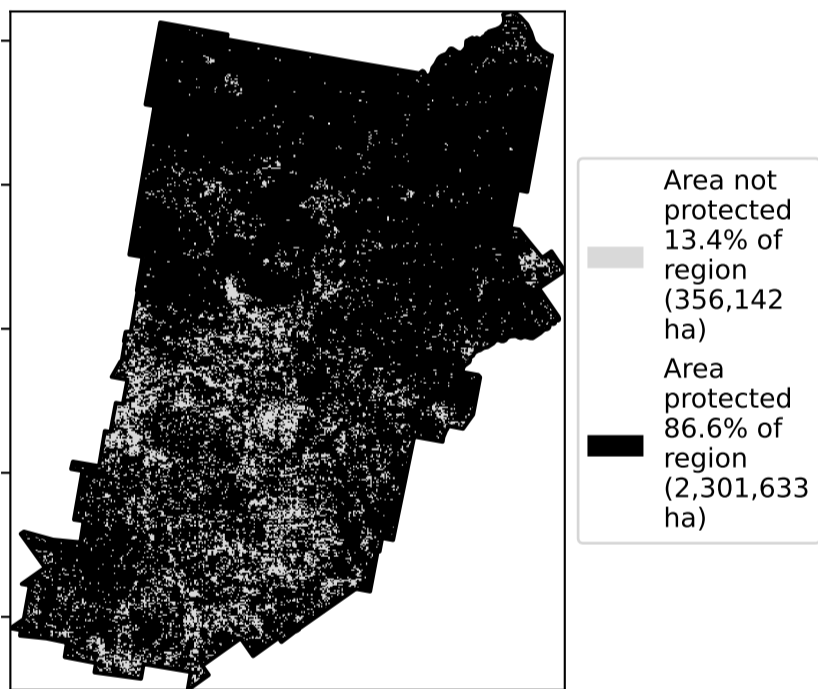 Area not
protected
13.4% of
region
(356,142
ha)
Area
protected
86.6% of
region
(2,301,633
ha)